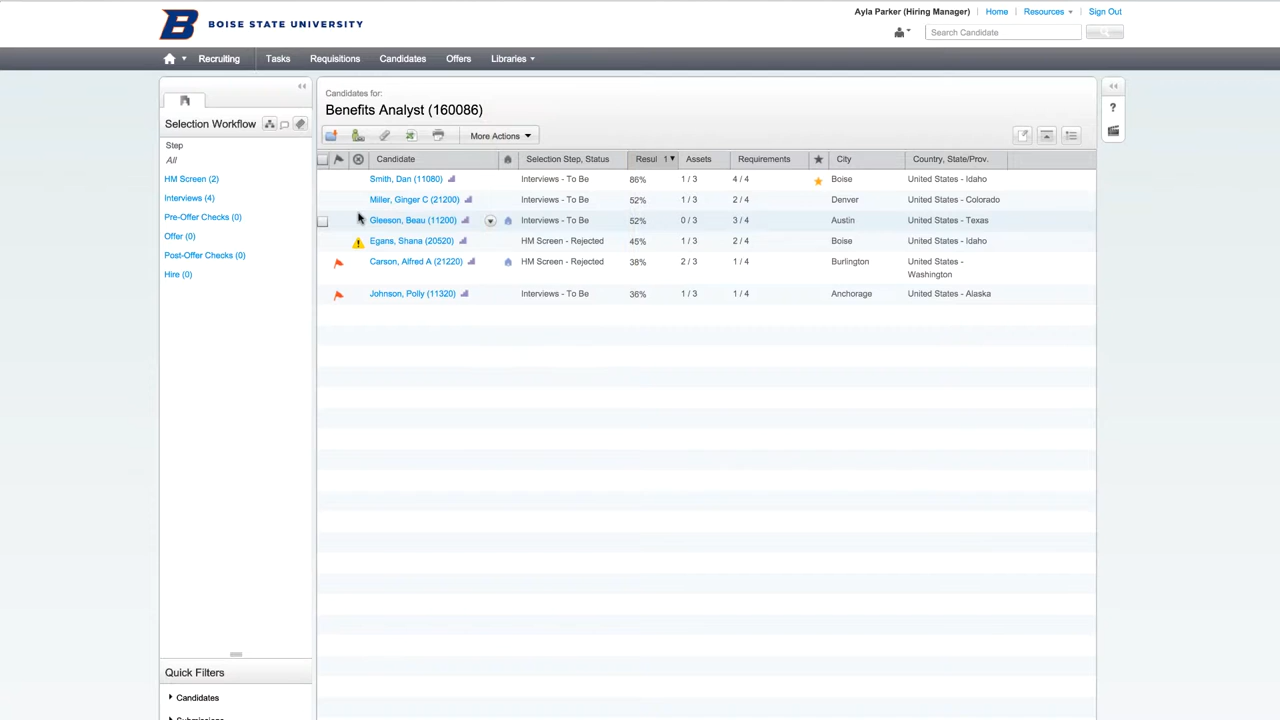 Ayla Parker (Hiring Manager) Home Resources Sign Out
BOISE STATE UNIVERSITY
Search Candidate
Recruiting Tasks Requisitions Candidates Offers Libraries
Selection Workflow
Step
All
HM Screen (2)
Interviews (4)
Pre-Offer Checks (0)
Offer (0)
Post-Offer Checks (0)
Hire (0)
Quick Filters
Candidates
Candidates for:
Benefits Analyst (160086)
More Actions
Candidate Selection Step, Status Resul 1 Assets Requirements City Country, State/Prov.
Smith, Dan (11080) Interviews - To Be 86% 1 / 3 4 / 4 Boise United States - Idaho
Miller, Ginger C (21200) Interviews - To Be 52% 1 / 3 2 / 4 Denver United States - Colorado
Gleeson, Beau (11200) Interviews - To Be 52% 0 / 3 3 / 4 Austin United States - Texas
Egans, Shana (20520) HM Screen - Rejected 45% 1 / 3 2 / 4 Boise United States - Idaho
Carson, Alfred A (21220) HM Screen - Rejected 38% 2 / 3 1 / 4 Burlington United States -
Washington
Johnson, Polly (11320) Interviews - To Be 36% 1 / 3 1 / 4 Anchorage United States - Alaska
?